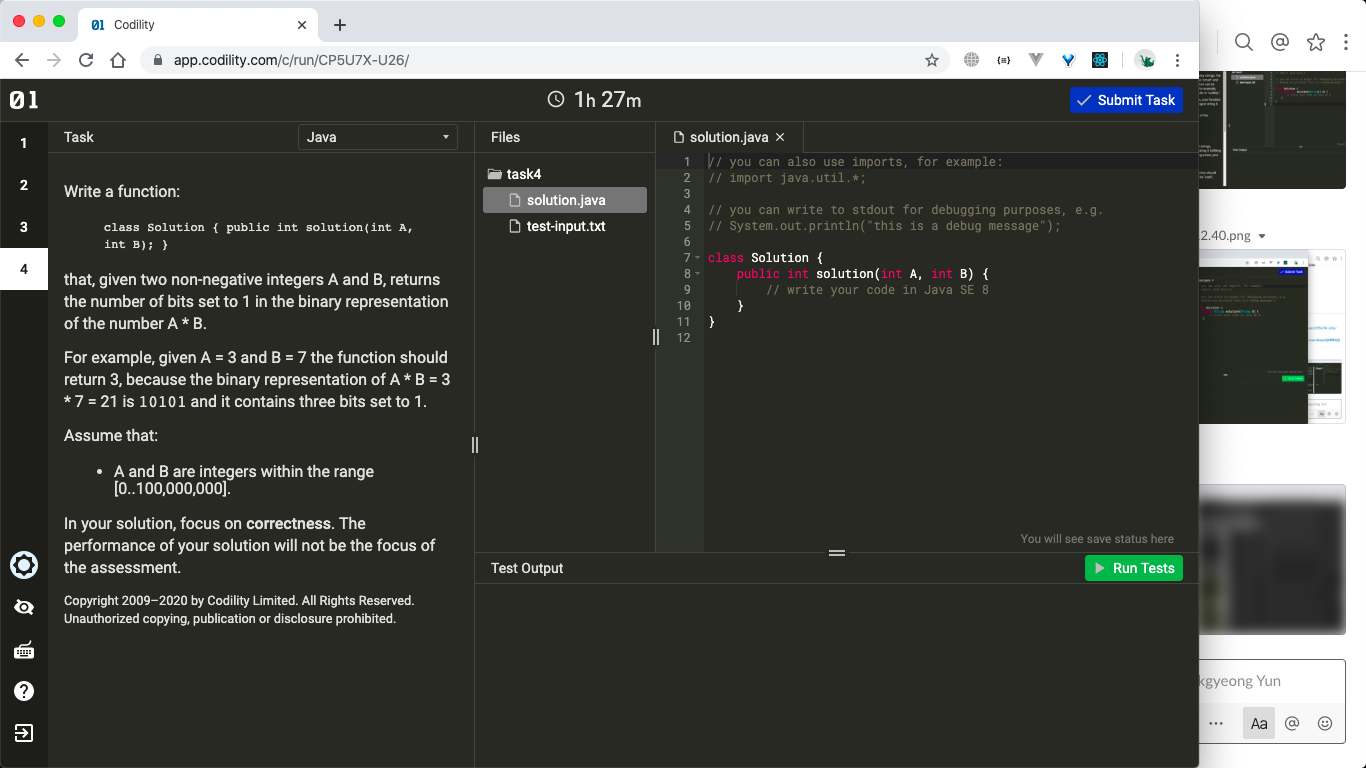 01 Codility
app.codility.com/c/run/CP5U7X-U26/
01
1h 27m
Submit Task
1
2
3
4
Task
Java
Write a function:
class Solution { public int solution(int A,
int B); }
that, given two non-negative integers A and B, returns
the number of bits set to 1 in the binary representation
of the number A * B.
For example, given A = 3 and B = 7 the function should
return 3, because the binary representation of A * B = 3
* 7 = 21 is 10101 and it contains three bits set to 1.
Assume that:
• A and B are integers within the range
[0..100,000,000].
In your solution, focus on correctness. The
performance of your solution will not be the focus of
the assessment.
Copyright 2009–2020 by Codility Limited. All Rights Reserved.
Unauthorized copying, publication or disclosure prohibited.
Files
task4
solution.java
test-input.txt
solution.java
1 // you can also use imports, for example:
2 // import java.util.*;
3
4 // you can write to stdout for debugging purposes, e.g.
5 // System.out.println("this is a debug message");
6
7 class Solution {
8 public int solution(int A, int B) {
9 // write your code in Java SE 8
10 }
11 }
12
You will see save status here
Test Output
Run Tests
.2.40.png
kgyeong Yun
Aa